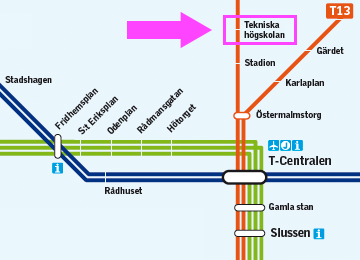 T13
Tekniska
högskolan
Gärdet
Stadion
Karlaplan
Stadshagen
Fridhemsplan
S:t Eriksplan
Odenplan
Rådmansgatan
Hötorget
Östermalmstorg
i
T-Centralen
i
Rådhuset
Gamla stan
Slussen i